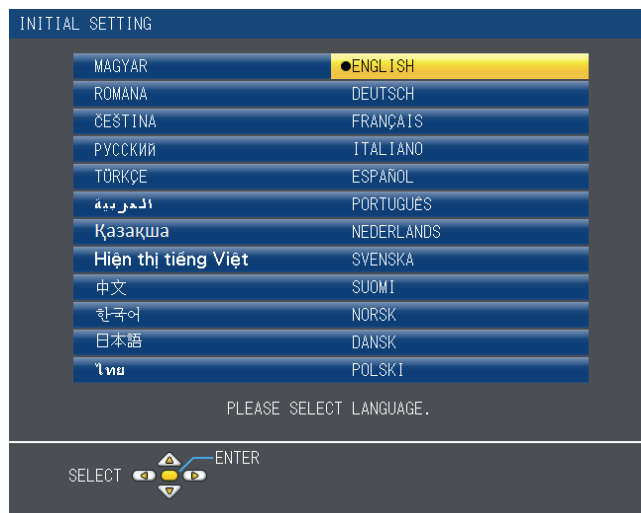 INITIAL SETTING
MAGYAR ●ENGLISH
ROMANA DEUTSCH
ČEŠTINA FRANÇAIS
РУССКИЙ ITALIANO
TÜRKÇE ESPAÑOL
العربية PORTUGUÊS
Қазақша NEDERLANDS
Hiện thị tiếng Việt SVENSKA
中文 SUOMI
한국어 NORSK
日本語 DANSK
ไทย POLSKI
PLEASE SELECT LANGUAGE.
ENTER
SELECT